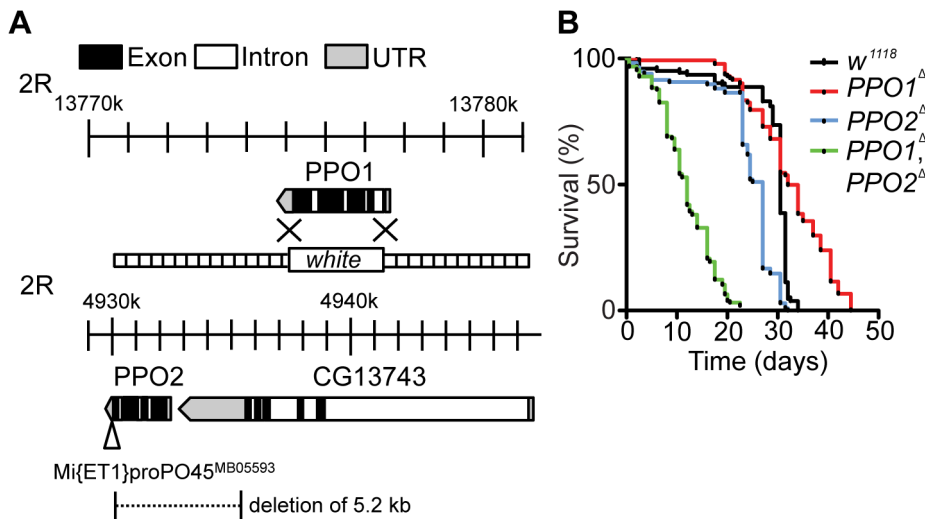 A
Exon Intron UTR
2R
13770k 13780k
PPO1
white
2R
4930k 4940k
PPO2 CG13743
Mi{ET1}proPO45MB05593
deletion of 5.2 kb
B
Survival (%)
100
50
0
0 10 20 30 40 50
Time (days)
w1118
PPO1Δ
PPO2Δ
PPO1Δ,
PPO2Δ